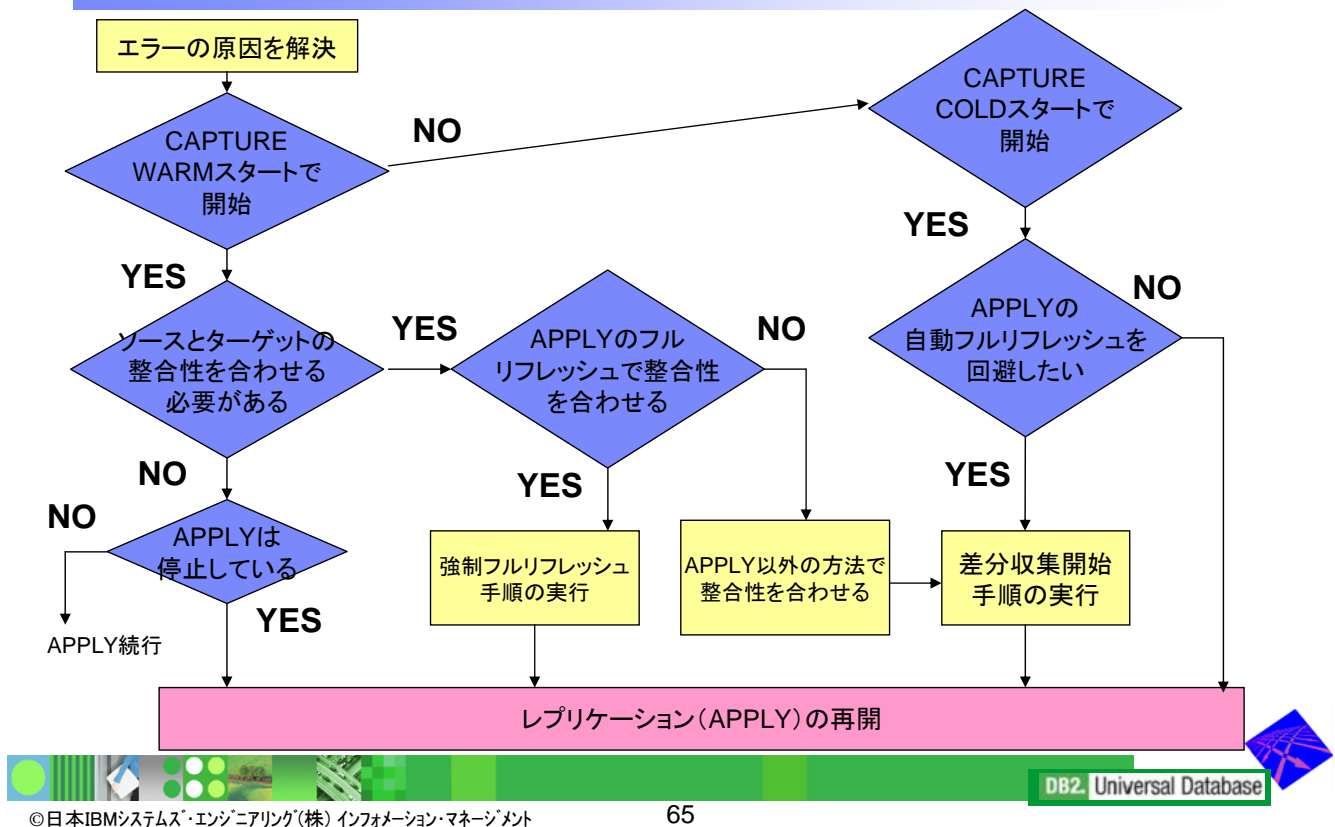 エラーの原因を解決
CAPTURE
WARMスタートで
開始
NO
CAPTURE
COLDスタートで
開始
YES
YES
ソースとターゲットの
整合性を合わせる
必要がある
YES
APPLYのフル
リフレッシュで整合性
を合わせる
NO
APPLYの
自動フルリフレッシュを
回避したい
NO
NO
YES
YES
NO
APPLYは
停止している
YES
APPLY続行
強制フルリフレッシュ
手順の実行
APPLY以外の方法で
整合性を合わせる
差分収集開始
手順の実行
レプリケーション（APPLY）の再開
DB2. Universal Database
©日本IBMシステムズ・エンジニアリング(株) インフォメーション・マネージメント
65